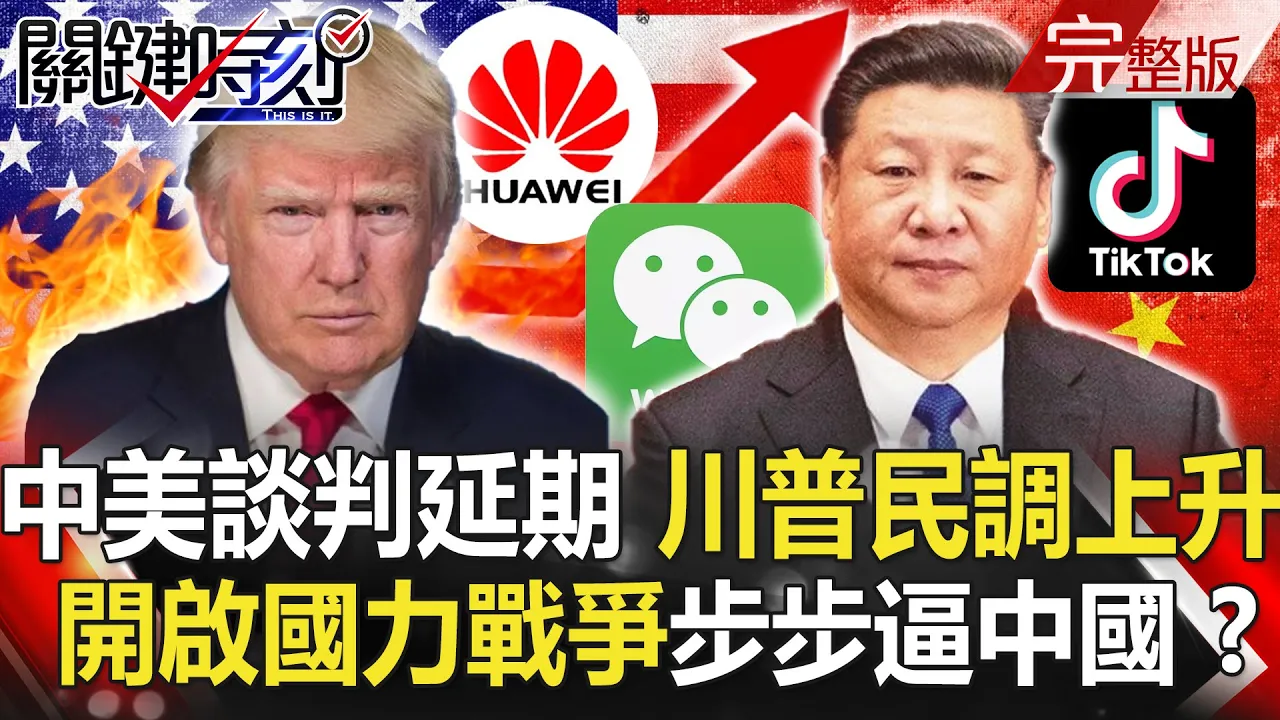 關鍵時刻
THIS IS IT.
完整版
HUAWEI
TikTok
中美談判延期 川普民調上升
開啟國力戰爭步步逼中國？